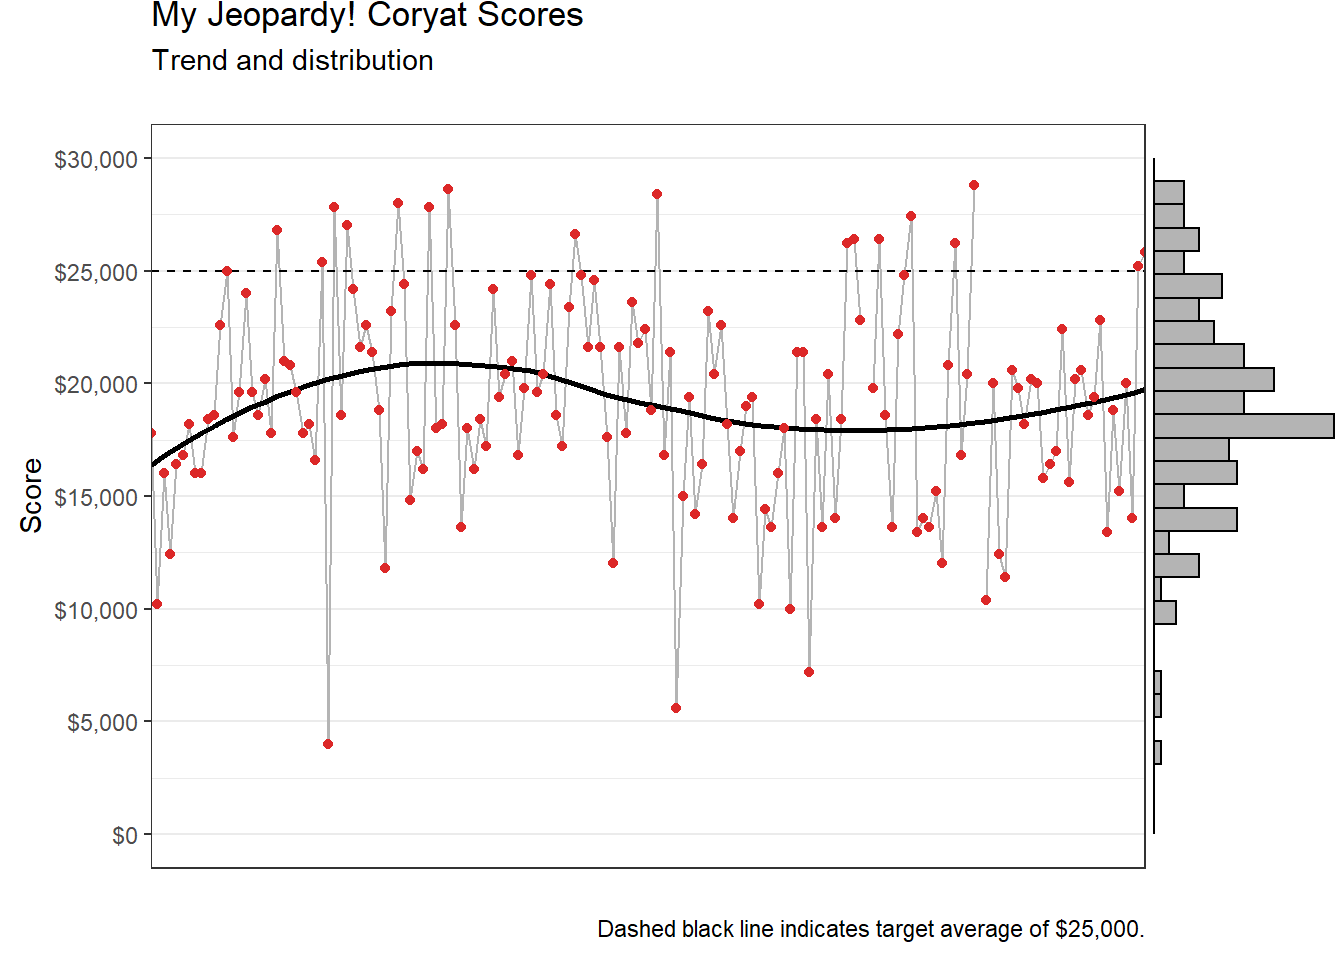 My Jeopardy! Coryat Scores
Trend and distribution
$30,000
$25,000
$20,000
$15,000
$10,000
$5,000
$0
Score
Dashed black line indicates target average of $25,000.